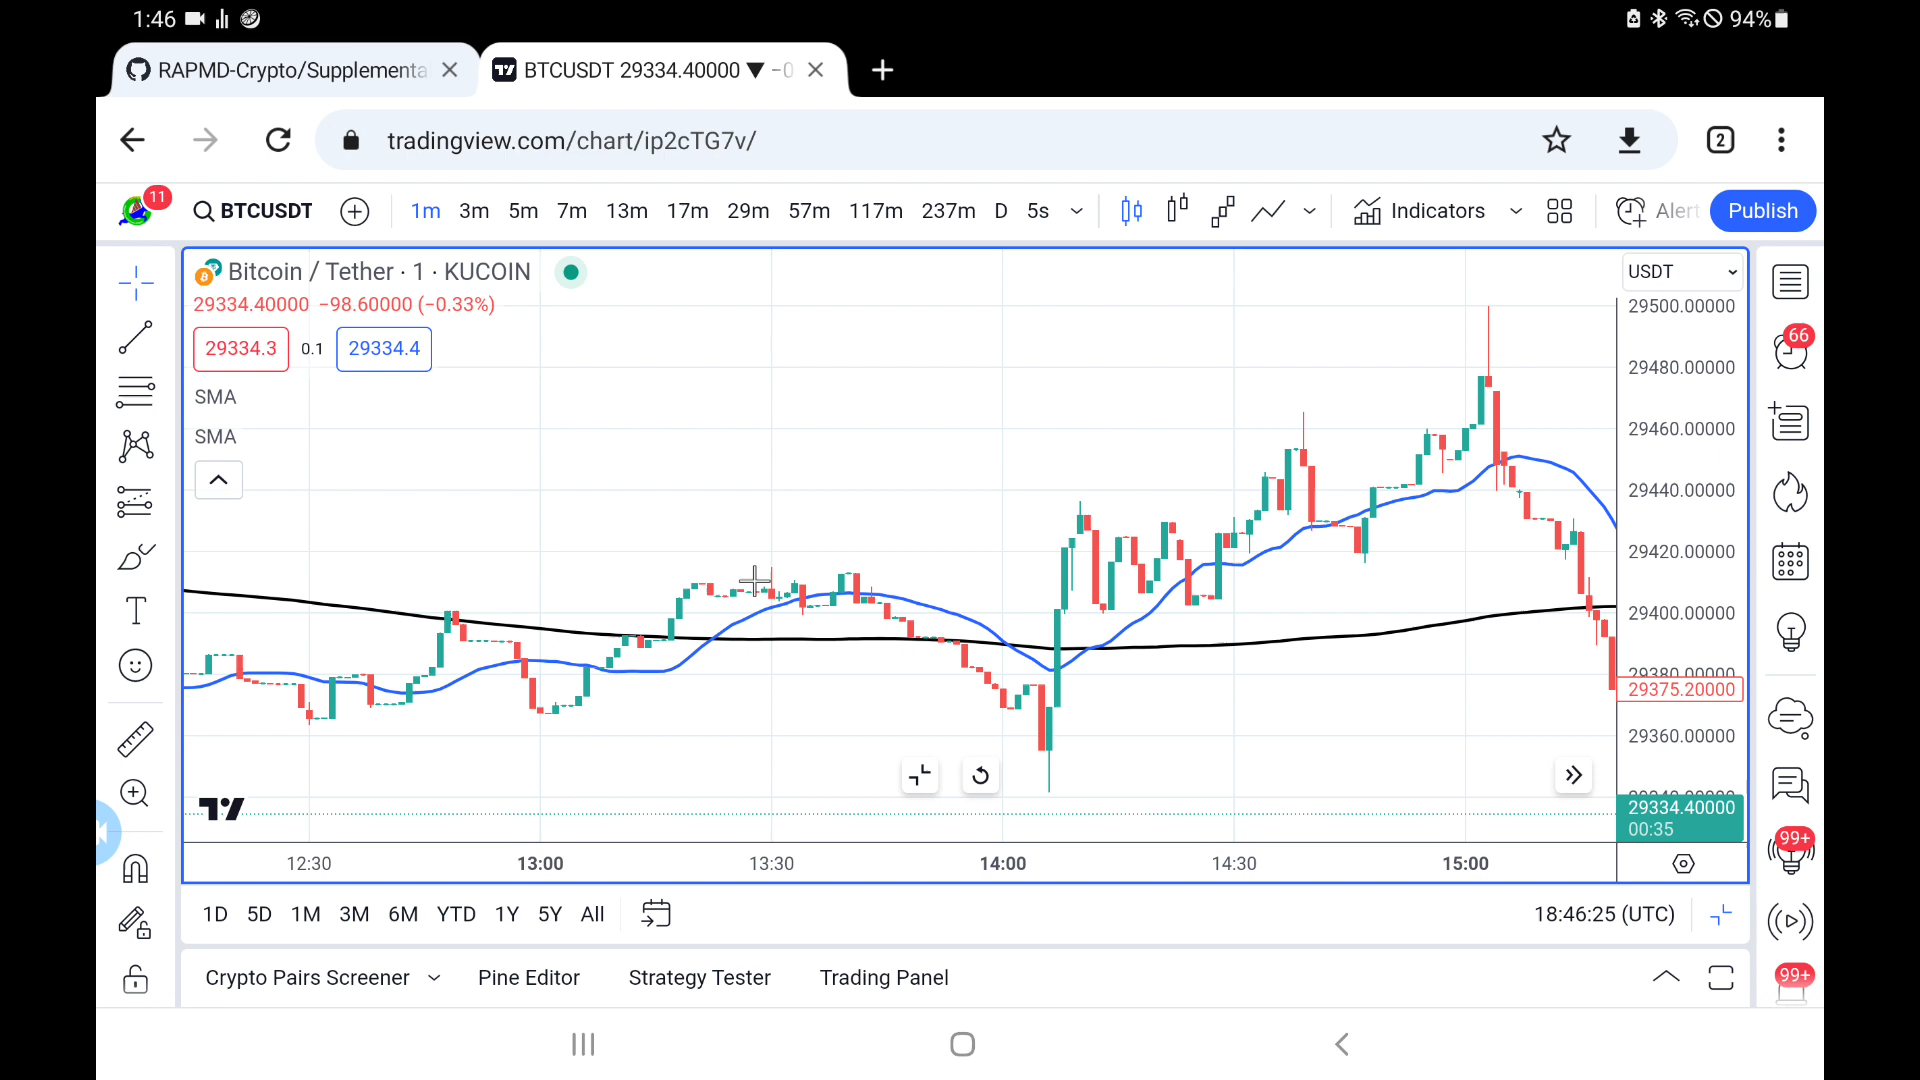 1:46
94%
RAPMD-Crypto/Supplementa
BTCUSDT 29334.40000 ▼ −0
tradingview.com/chart/ip2cTG7v/
2
11
BTCUSDT
1m 3m 5m 7m 13m 17m 29m 57m 117m 237m D 5s
Indicators
Alert
Publish
Bitcoin / Tether · 1 · KUCOIN
USDT
29334.40000 −98.60000 (−0.33%)
29334.3 0.1 29334.4
SMA
SMA
29500.00000
29480.00000
29460.00000
29440.00000
29420.00000
29400.00000
29380.00000
29375.20000
29360.00000
29340.00000
29334.40000
00:35
66
99+
99+
12:30 13:00 13:30 14:00 14:30 15:00
1D 5D 1M 3M 6M YTD 1Y 5Y All
18:46:25 (UTC)
Crypto Pairs Screener Pine Editor Strategy Tester Trading Panel